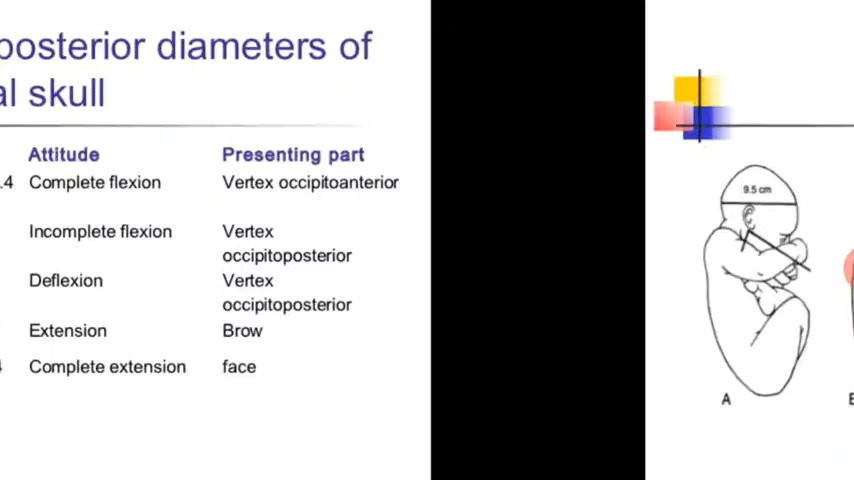 posterior diameters of
al skull
Attitude Presenting part
.4 Complete flexion Vertex occipitoanterior
Incomplete flexion Vertex
occipitoposterior
Deflexion Vertex
occipitoposterior
Extension Brow
Complete extension face
9.5 cm
A